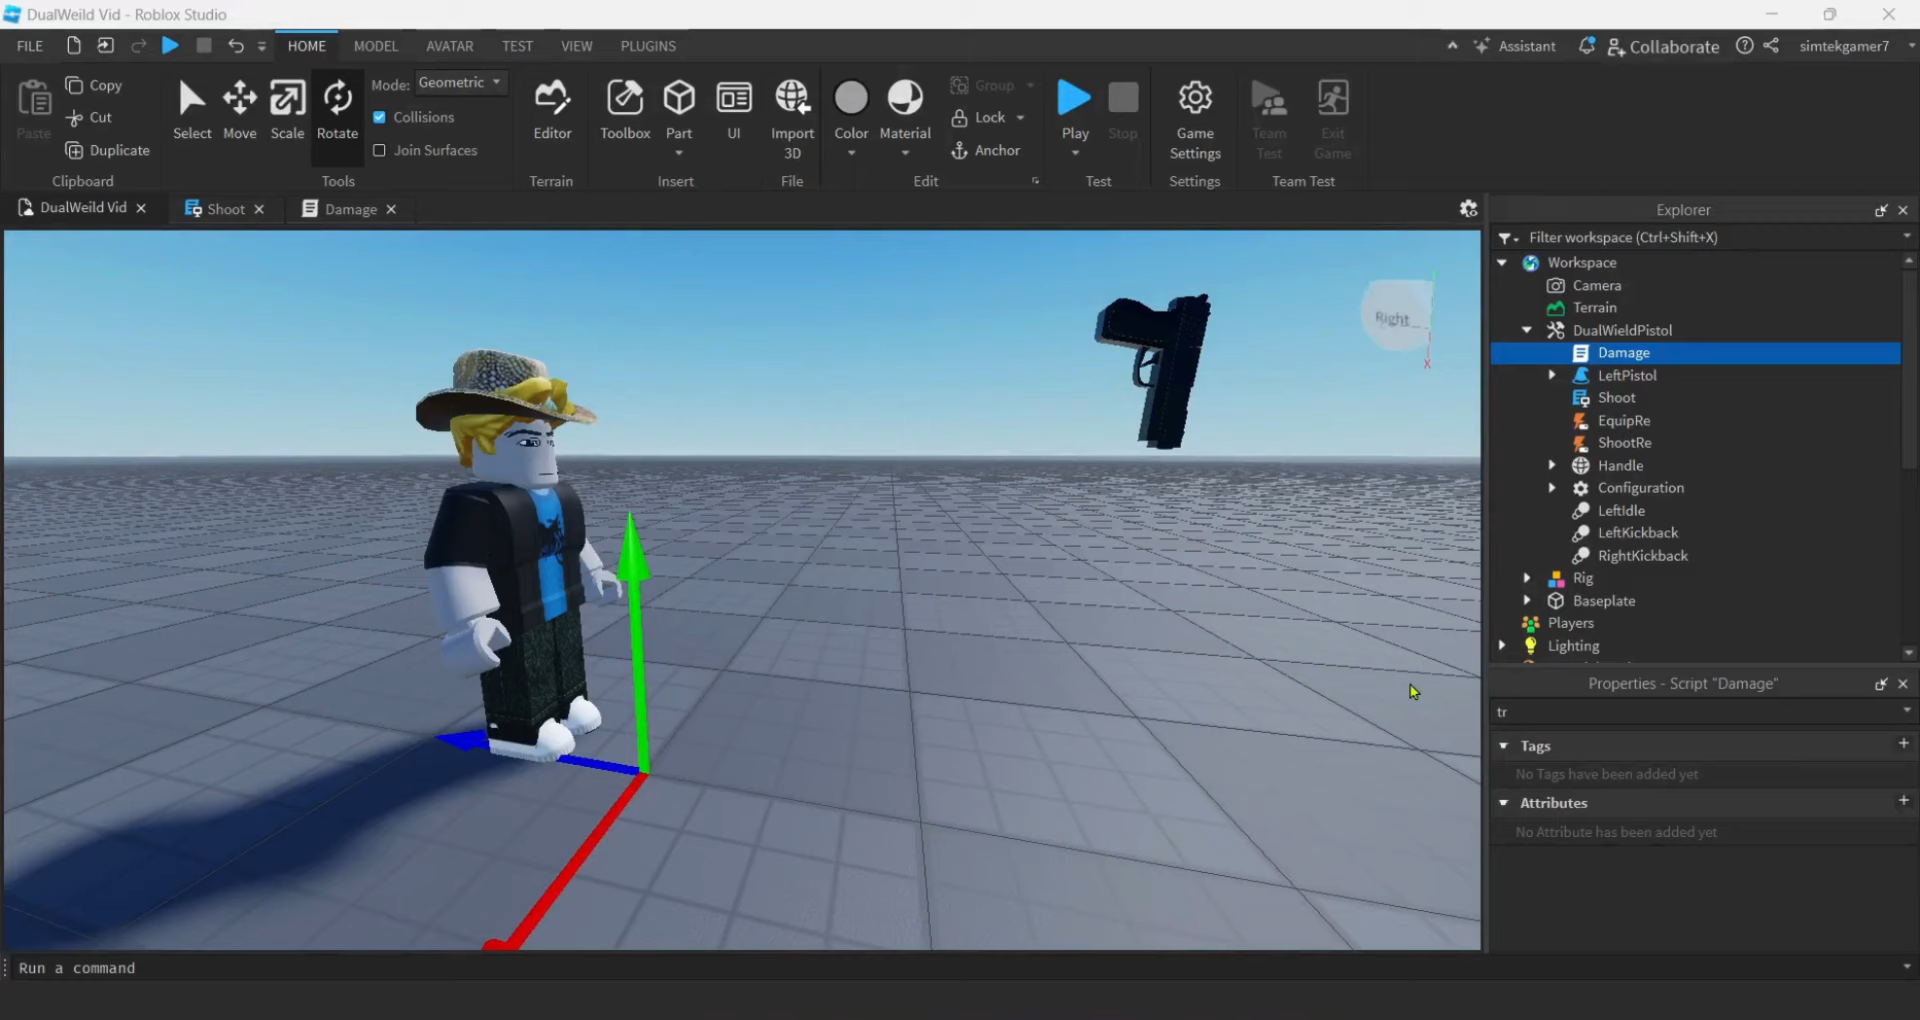 DualWeild Vid - Roblox Studio
FILE HOME MODEL AVATAR TEST VIEW PLUGINS Assistant Collaborate simtekgamer7
Paste
Copy
Cut
Duplicate
Clipboard
Select Move Scale Rotate
Mode: Geometric
Collisions
Join Surfaces
Tools
Editor
Terrain
Toolbox Part UI
Insert
Import
3D
File
Color Material
Group
Lock
Anchor
Edit
Play Stop
Test
Game
Settings
Settings
Team
Test
Exit
Game
Team Test
DualWeild Vid Shoot Damage
Right
X
Explorer
Filter workspace (Ctrl+Shift+X)
Workspace
Camera
Terrain
DualWieldPistol
Damage
LeftPistol
Shoot
EquipRe
ShootRe
Handle
Configuration
LeftIdle
LeftKickback
RightKickback
Rig
Baseplate
Players
Lighting
Properties - Script "Damage"
tr
Tags
No Tags have been added yet
Attributes
No Attribute has been added yet
Run a command